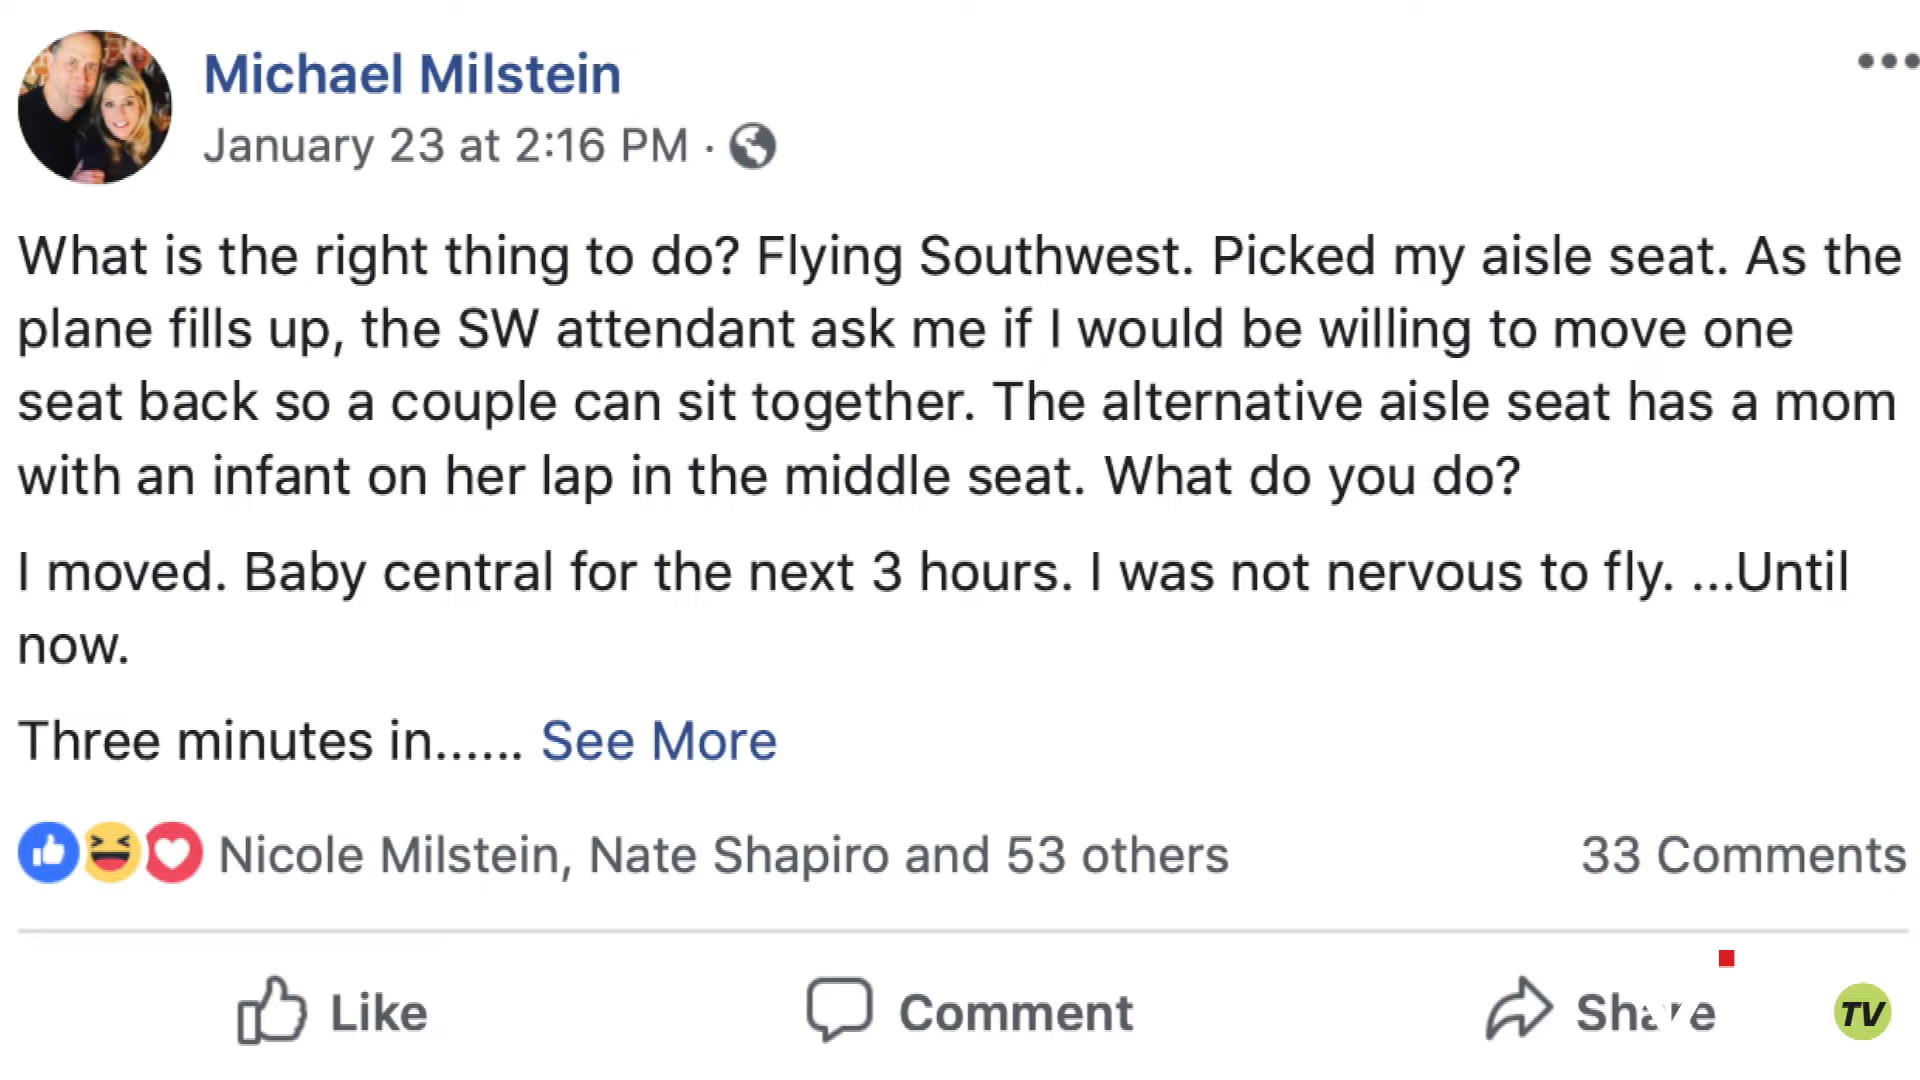 Michael Milstein
January 23 at 2:16 PM ·
What is the right thing to do? Flying Southwest. Picked my aisle seat. As the
plane fills up, the SW attendant ask me if I would be willing to move one
seat back so a couple can sit together. The alternative aisle seat has a mom
with an infant on her lap in the middle seat. What do you do?
I moved. Baby central for the next 3 hours. I was not nervous to fly. ...Until
now.
Three minutes in...... See More
Nicole Milstein, Nate Shapiro and 53 others
33 Comments
Like
Comment
Share
TV